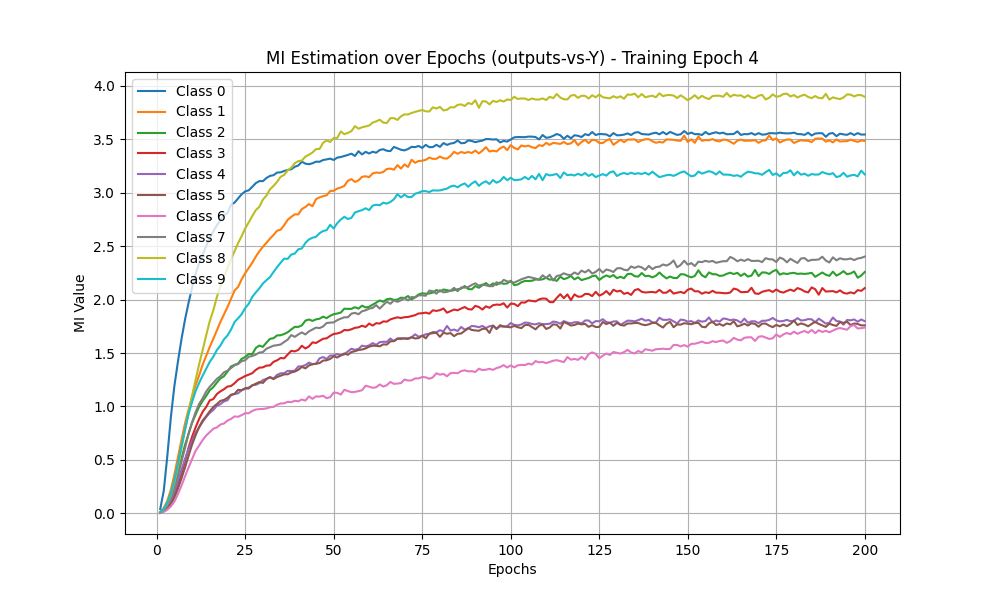 MI Estimation over Epochs (outputs-vs-Y) - Training Epoch 4
4.0
3.5
3.0
2.5
2.0
1.5
1.0
0.5
0.0
MI Value
Class 0
Class 1
Class 2
Class 3
Class 4
Class 5
Class 6
Class 7
Class 8
Class 9
0 25 50 75 100 125 150 175 200
Epochs